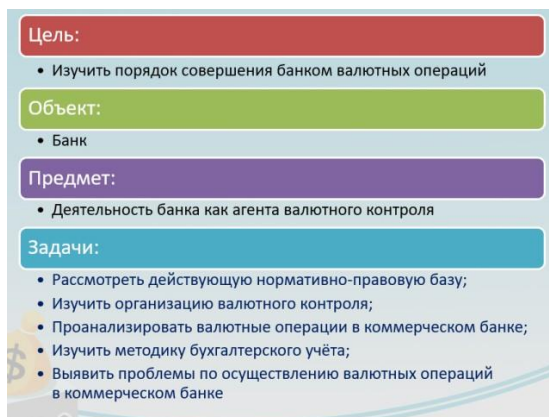 Цель:
• Изучить порядок совершения банком валютных операций
Объект:
• Банк
Предмет:
• Деятельность банка как агента валютного контроля
Задачи:
• Рассмотреть действующую нормативно-правовую базу;
• Изучить организацию валютного контроля;
• Проанализировать валютные операции в коммерческом банке;
• Изучить методику бухгалтерского учёта;
• Выявить проблемы по осуществлению валютных операций
в коммерческом банке
$